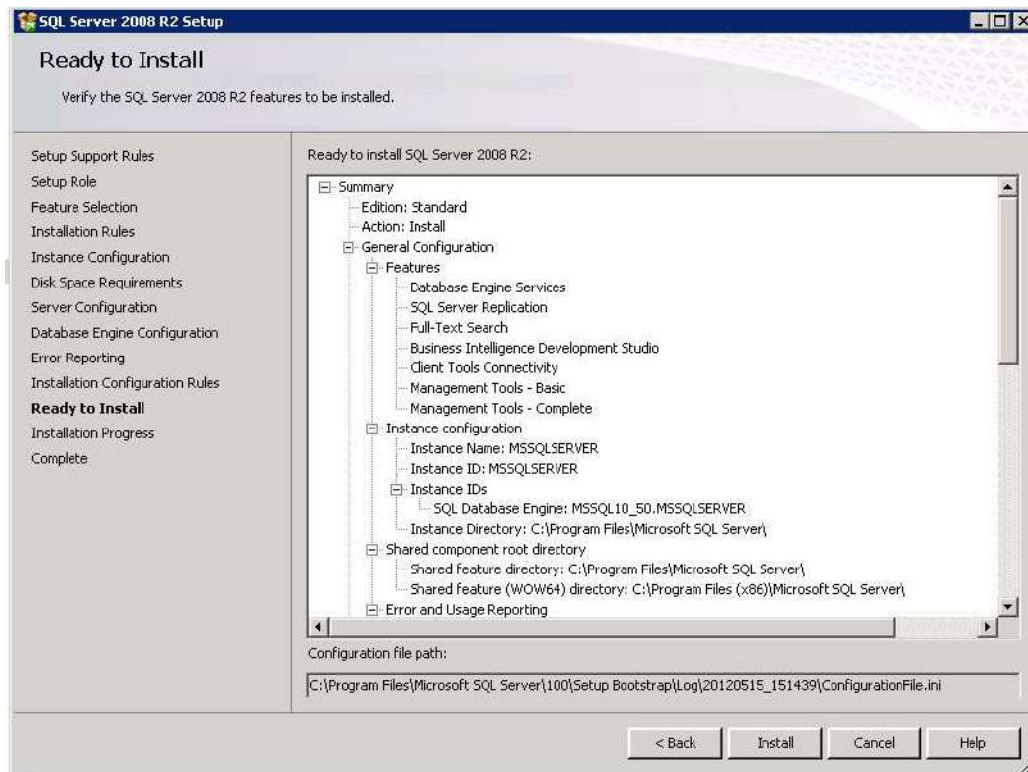 SQL Server 2008 R2 Setup
Ready to Install
Verify the SQL Server 2008 R2 features to be installed.
Setup Support Rules
Setup Role
Feature Selection
Installation Rules
Instance Configuration
Disk Space Requirements
Server Configuration
Database Engine Configuration
Error Reporting
Installation Configuration Rules
Ready to Install
Installation Progress
Complete
Ready to install SQL Server 2008 R2:
Summary
Edition: Standard
Action: Install
General Configuration
Features
Database Engine Services
SQL Server Replication
Full-Text Search
Business Intelligence Development Studio
Client Tools Connectivity
Management Tools - Basic
Management Tools - Complete
Instance configuration
Instance Name: MSSQLSERVER
Instance ID: MSSQLSERVER
Instance IDs
SQL Database Engine: MSSQL10_50.MSSQLSERVER
Instance Directory: C:\Program Files\Microsoft SQL Server\
Shared component root directory
Shared feature directory: C:\Program Files\Microsoft SQL Server\
Shared feature (WOW64) directory: C:\Program Files (x86)\Microsoft SQL Server\
Error and Usage Reporting
Configuration file path:
C:\Program Files\Microsoft SQL Server\100\Setup Bootstrap\Log\20120515_151439\ConfigurationFile.ini
< Back
Install
Cancel
Help